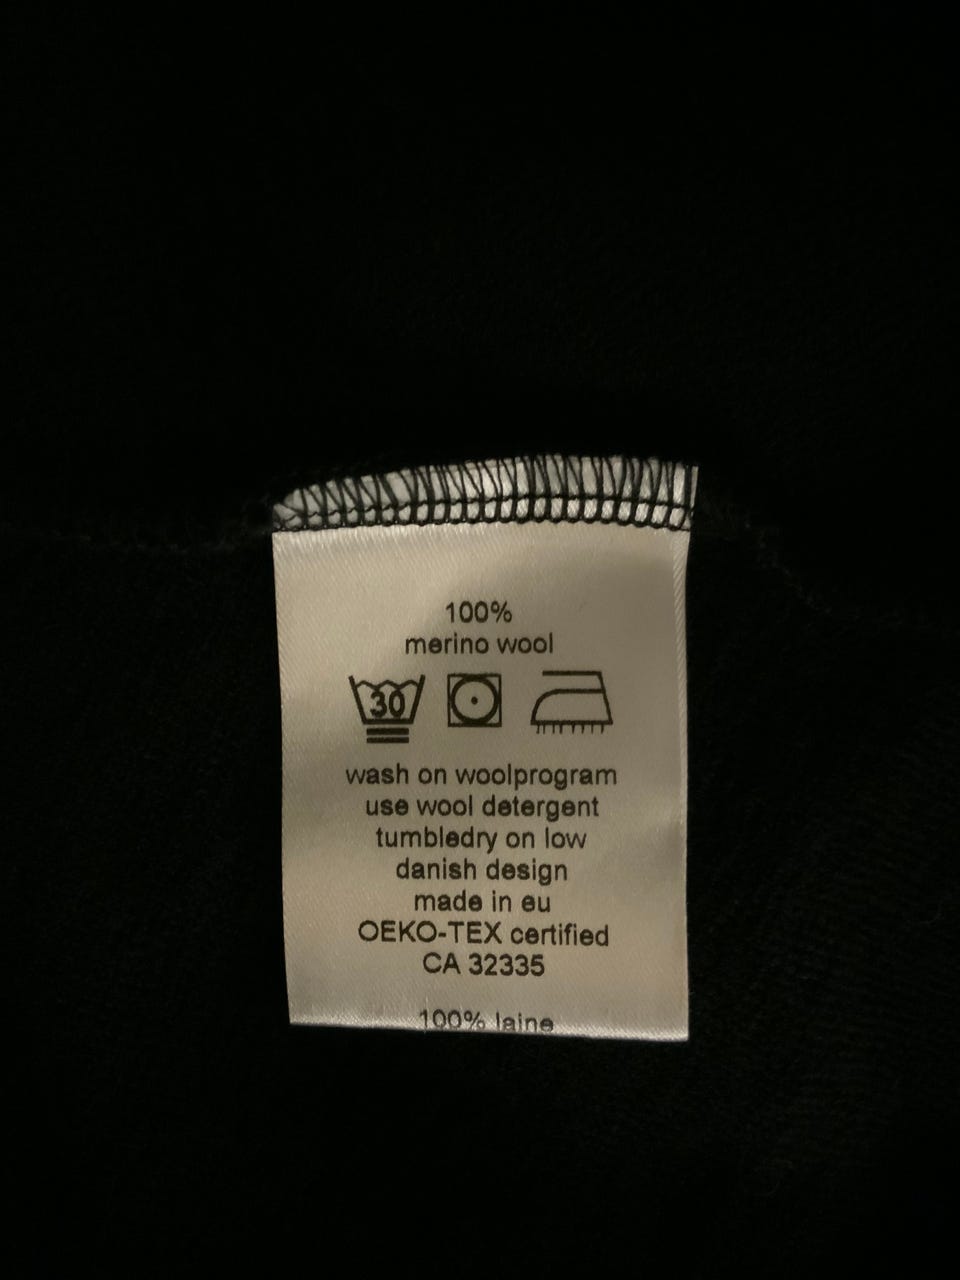 100%
merino wool
30
wash on woolprogram
use wool detergent
tumbledry on low
danish design
made in eu
OEKO-TEX certified
CA 32335
100% laine